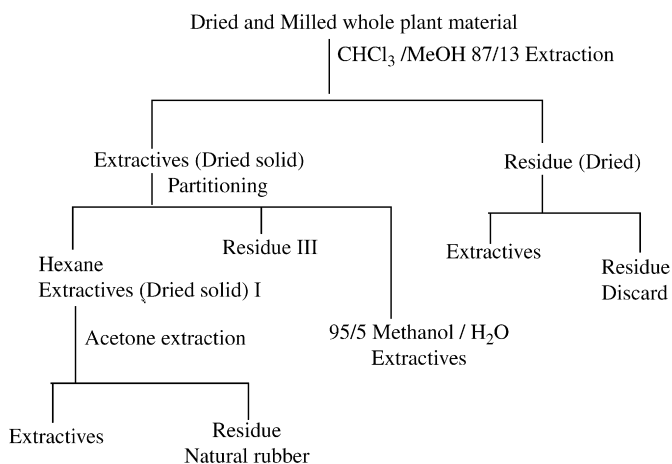 Dried and Milled whole plant material
CHCl₃ /MeOH 87/13 Extraction
Extractives (Dried solid)
Partitioning
Residue (Dried)
Residue III
Extractives
Residue
Discard
Hexane
Extractives (Dried solid) I
95/5 Methanol / H₂O
Extractives
Acetone extraction
Extractives
Residue
Natural rubber